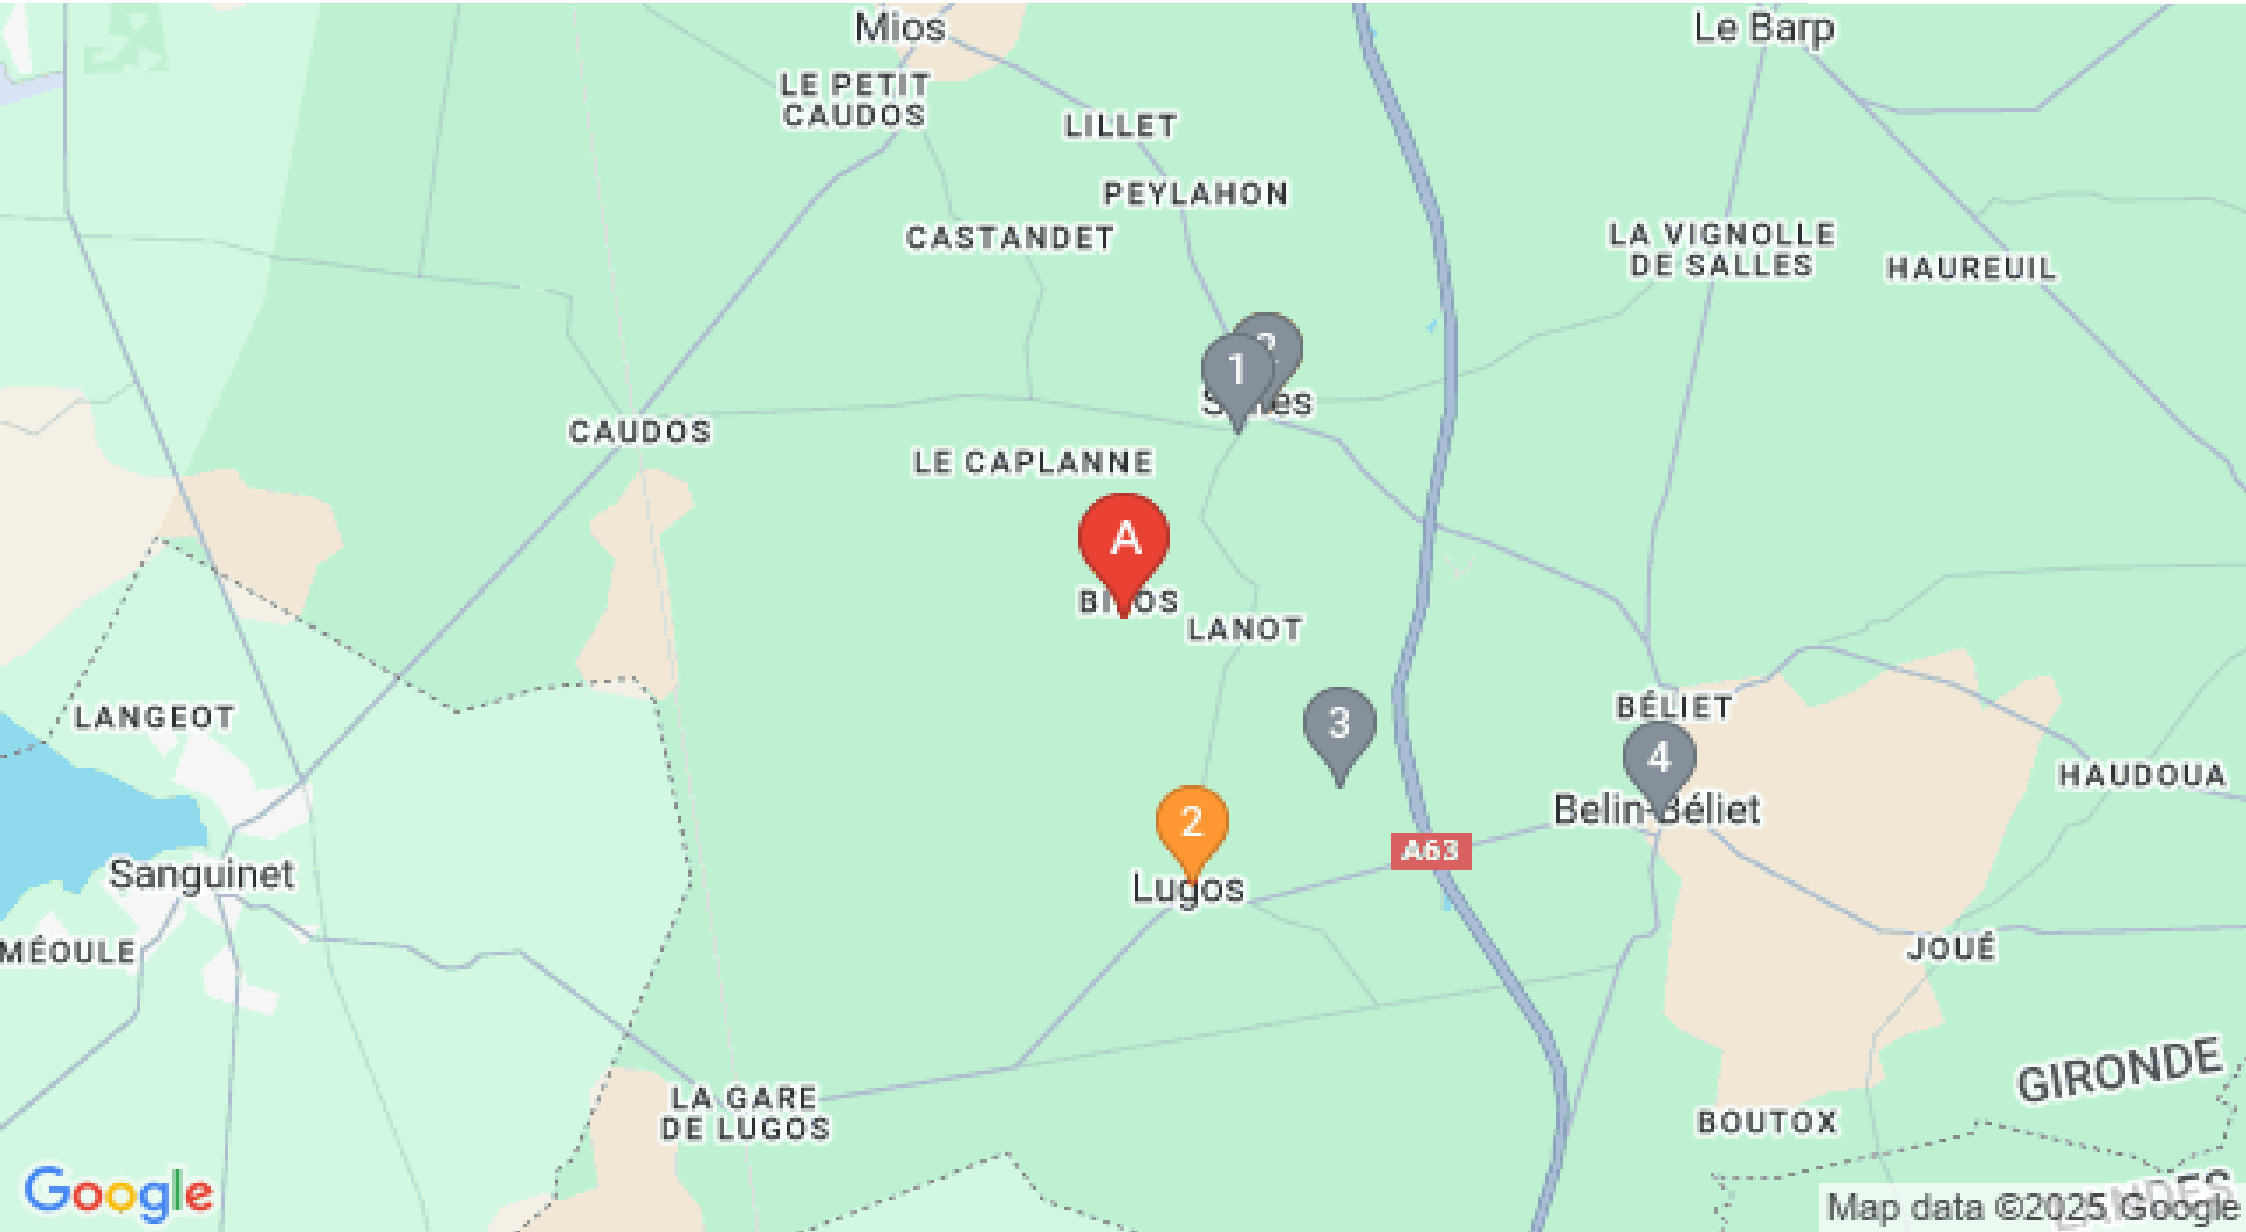 Mios
Le Barp
LE PETIT
CAUDOS
LILLET
PEYLAHON
CASTANDET
LA VIGNOLLE
DE SALLES
HAUREUIL
1
CAUDOS
LE CAPLANNE
A
LANOT
LANGEOT
BÉLIET
3
4
HAUDOUA
Belin-Béliet
2
A63
Sanguinet
Lugos
MÉOULE
JOUÉ
GIRONDE
LA GARE
DE LUGOS
BOUTOX
Google
Map data ©2025 Google